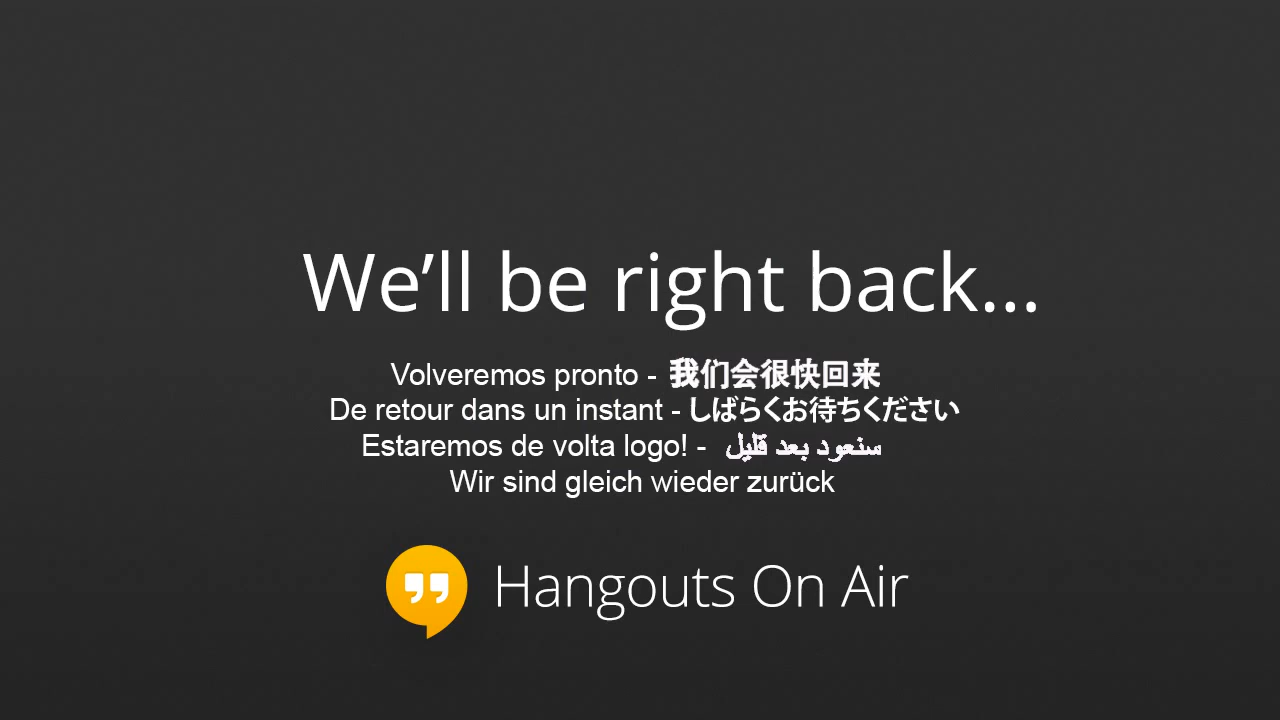 We’ll be right back...
Volveremos pronto - 我们会很快回来
De retour dans un instant - しばらくお待ちください
Estaremos de volta logo! - سنعود بعد قليل
Wir sind gleich wieder zurück
Hangouts On Air